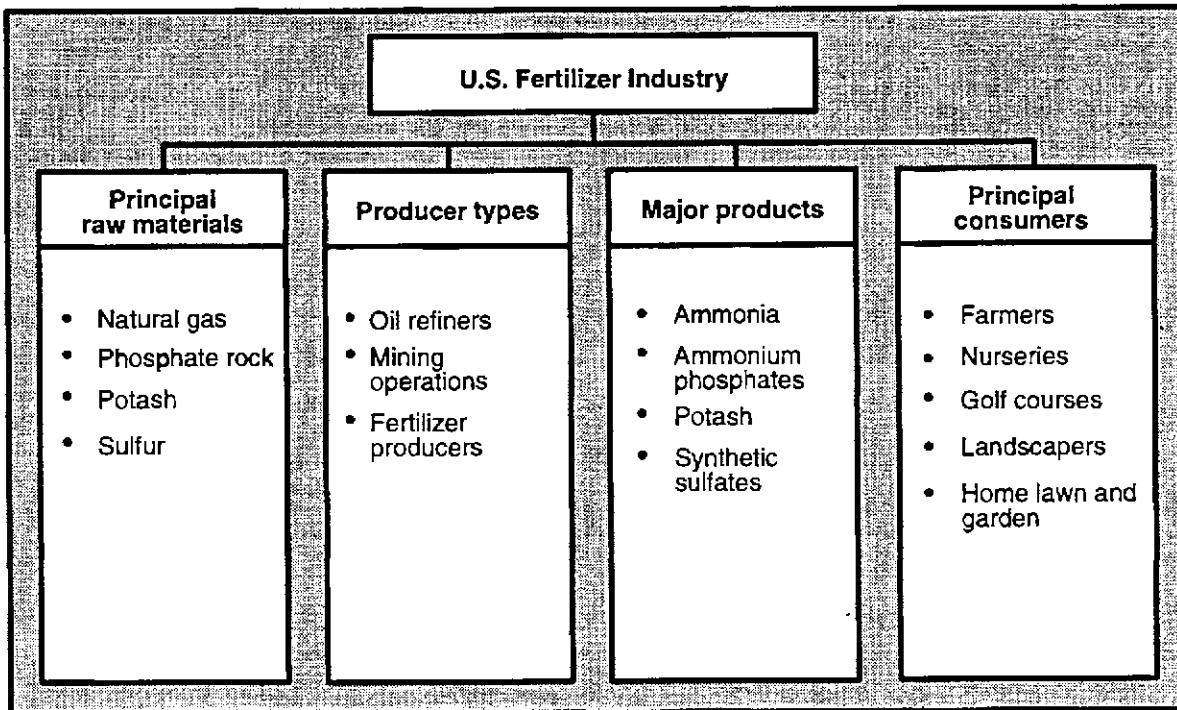 U.S. Fertilizer Industry
Principal
raw materials
• Natural gas
• Phosphate rock
• Potash
• Sulfur
Producer types
• Oil refiners
• Mining
operations
• Fertilizer
producers
Major products
• Ammonia
• Ammonium
phosphates
• Potash
• Synthetic
sulfates
Principal
consumers
• Farmers
• Nurseries
• Golf courses
• Landscapers
• Home lawn and
garden